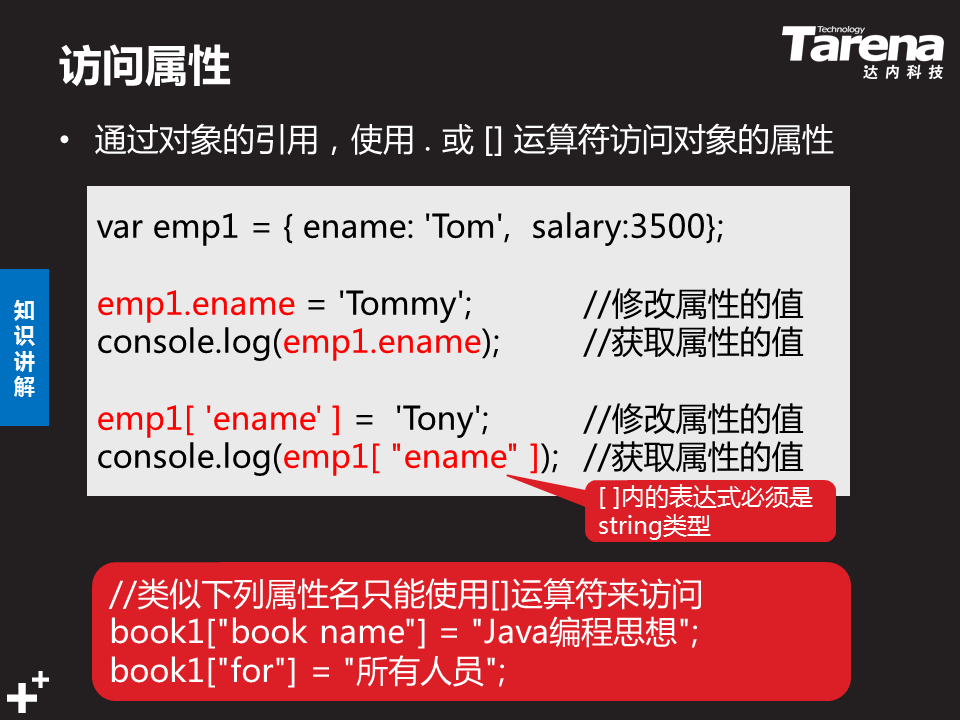 访问属性
Technology
Tarena
达内科技
• 通过对象的引用，使用 . 或 [] 运算符访问对象的属性
var emp1 = { ename: 'Tom', salary:3500};
emp1.ename = 'Tommy'; //修改属性的值
console.log(emp1.ename); //获取属性的值
emp1[ 'ename' ] = 'Tony'; //修改属性的值
console.log(emp1[ "ename" ]); //获取属性的值
[ ]内的表达式必须是
string类型
知
识
讲
解
//类似下列属性名只能使用[]运算符来访问
book1["book name"] = "Java编程思想";
book1["for"] = "所有人员";